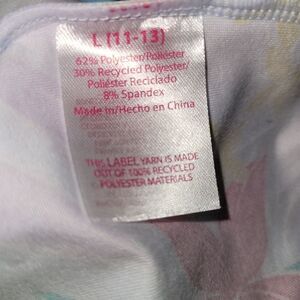 L (11-13)
62% Polyester/Poliéster
30% Recycled Polyester/
Poliéster Reciclado
8% Spandex
Made in/Hecho en China
THIS LABEL YARN IS MADE
OUT OF 100% RECYCLED
POLYESTER MATERIALS